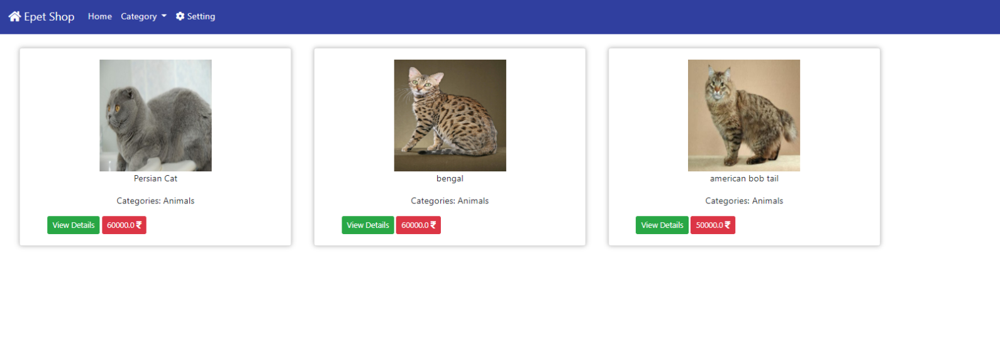 Epet Shop Home Category Setting
Persian Cat
Categories: Animals
View Details 60000.0 ₹
bengal
Categories: Animals
View Details 60000.0 ₹
american bob tail
Categories: Animals
View Details 50000.0 ₹